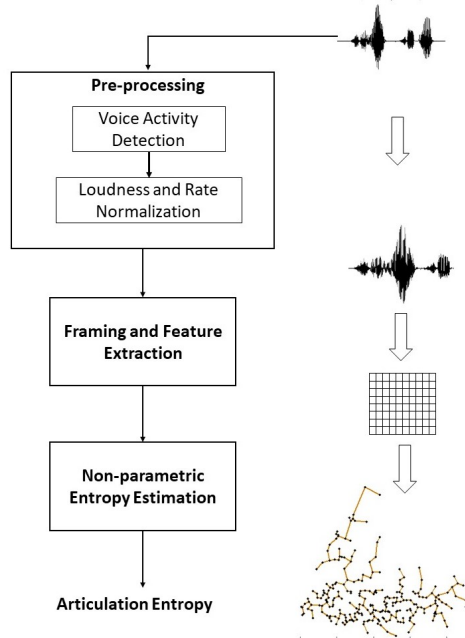 Pre-processing
Voice Activity
Detection
Loudness and Rate
Normalization
Framing and Feature
Extraction
Non-parametric
Entropy Estimation
Articulation Entropy